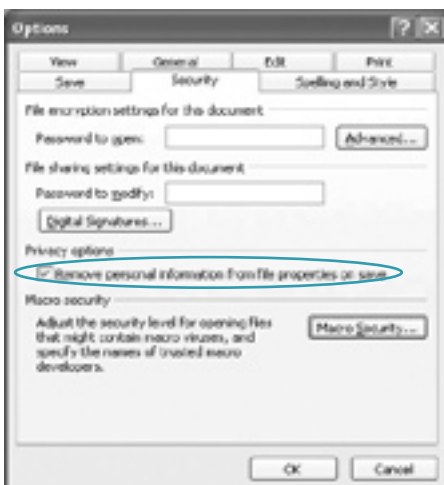 Options
View General Edit Print
Save Security Spelling and Style
File encryption settings for this document
Password to open:
Advanced...
File sharing settings for this document
Password to modify:
Digital Signatures...
Privacy options
Remove personal information from file properties on save
Macro security
Adjust the security level for opening files
that might contain macro viruses, and
specify the names of trusted macro
developers.
Macro Security...
OK Cancel